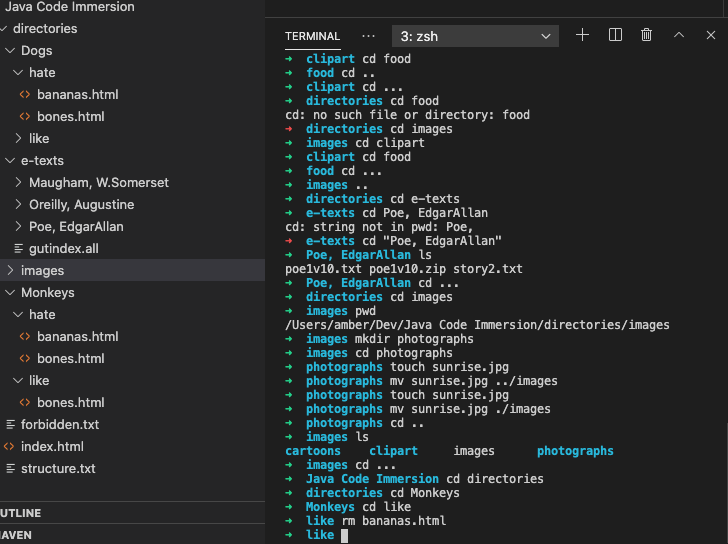 Java Code Immersion
directories
Dogs
hate
bananas.html
bones.html
like
e-texts
Maugham, W.Somerset
Oreilly, Augustine
Poe, EdgarAllan
gutindex.all
images
Monkeys
hate
bananas.html
bones.html
like
bones.html
forbidden.txt
index.html
structure.txt
UTLINE
AVEN
TERMINAL ··· 3: zsh
→ clipart cd food
→ food cd ..
→ clipart cd ...
→ directories cd food
cd: no such file or directory: food
→ directories cd images
→ images cd clipart
→ clipart cd food
→ food cd ...
→ images ..
→ directories cd e-texts
→ e-texts cd Poe, EdgarAllan
cd: string not in pwd: Poe,
→ e-texts cd "Poe, EdgarAllan"
→ Poe, EdgarAllan ls
poe1v10.txt poe1v10.zip story2.txt
→ Poe, EdgarAllan cd ...
→ directories cd images
→ images pwd
/Users/amber/Dev/Java Code Immersion/directories/images
→ images mkdir photographs
→ images cd photographs
→ photographs touch sunrise.jpg
→ photographs mv sunrise.jpg ../images
→ photographs touch sunrise.jpg
→ photographs mv sunrise.jpg ./images
→ photographs cd ..
→ images ls
cartoons clipart images photographs
→ images cd ...
→ Java Code Immersion cd directories
→ directories cd Monkeys
→ Monkeys cd like
→ like rm bananas.html
→ like